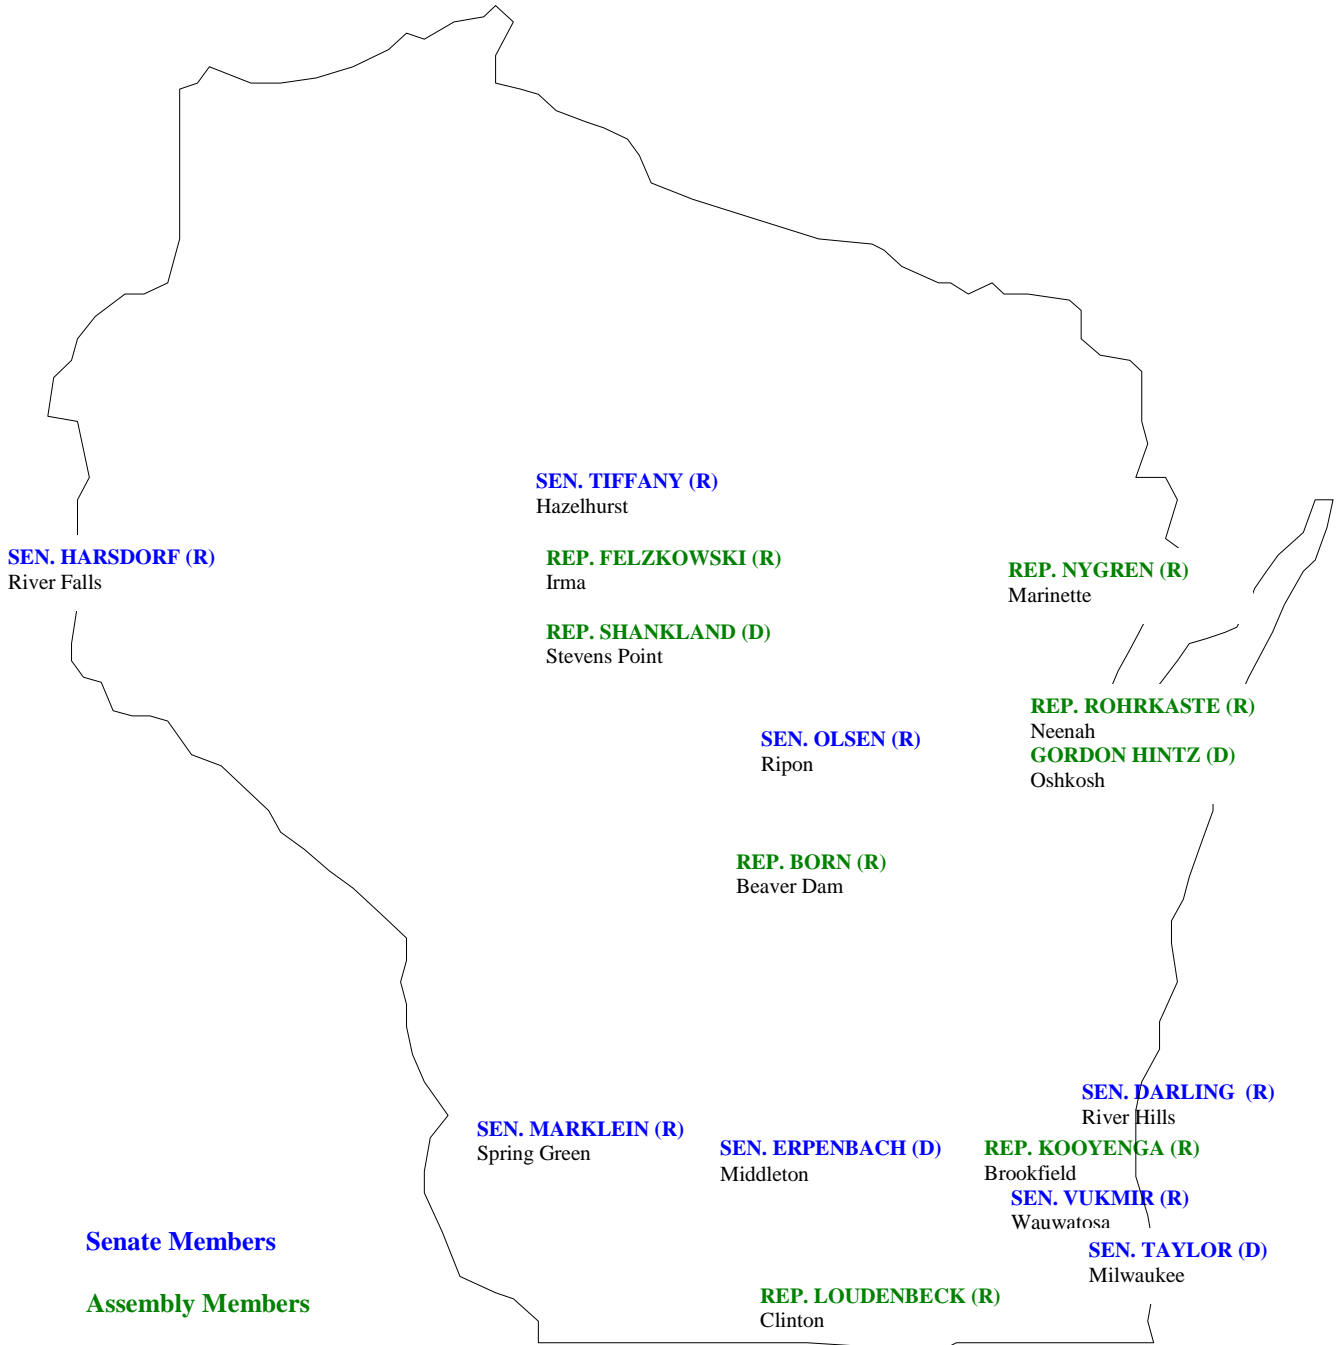 SEN. TIFFANY (R)
Hazelhurst
SEN. HARSDORF (R)
River Falls
REP. FELZKOWSKI (R)
Irma
REP. NYGREN (R)
Marinette
REP. SHANKLAND (D)
Stevens Point
REP. ROHRKASTE (R)
Neenah
GORDON HINTZ (D)
Oshkosh
SEN. OLSEN (R)
Ripon
REP. BORN (R)
Beaver Dam
SEN. DARLING (R)
River Hills
SEN. MARKLEIN (R)
Spring Green
SEN. ERPENBACH (D)
Middleton
REP. KOOYENGA (R)
Brookfield
SEN. VUKMIR (R)
Wauwatosa
SEN. TAYLOR (D)
Milwaukee
Senate Members
Assembly Members
REP. LOUDENBECK (R)
Clinton